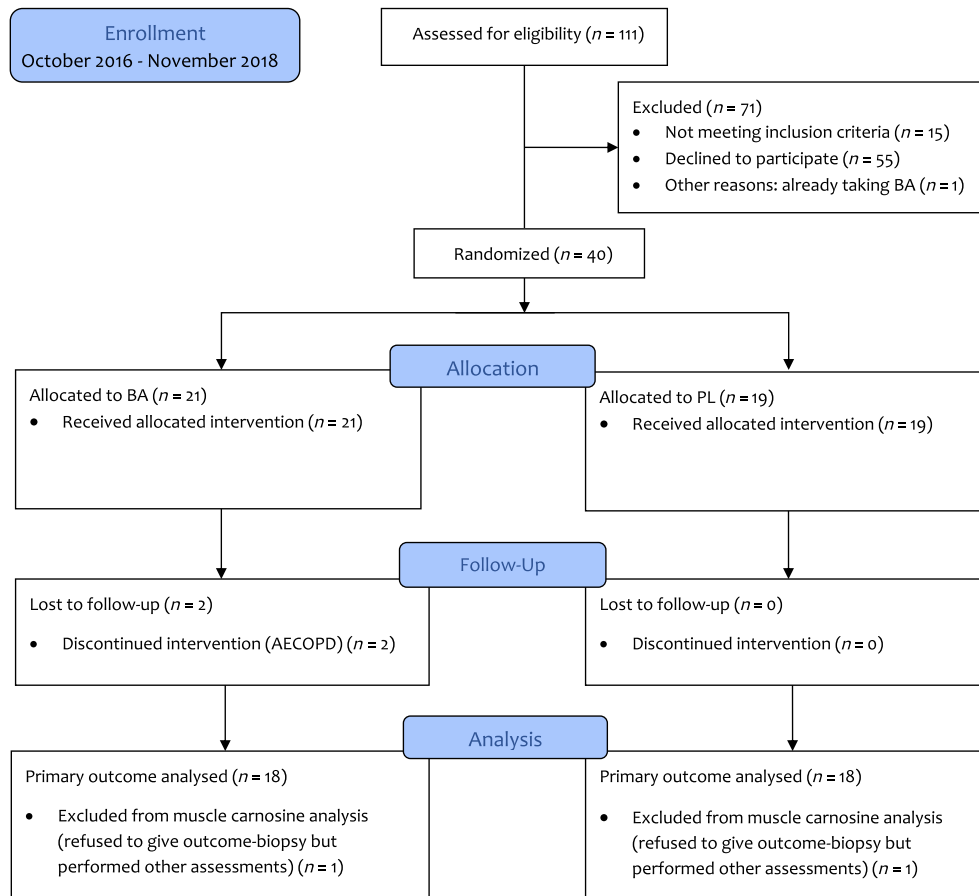 Enrollment
October 2016 - November 2018
Assessed for eligibility (n = 111)
Excluded (n = 71)
• Not meeting inclusion criteria (n = 15)
• Declined to participate (n = 55)
• Other reasons: already taking BA (n = 1)
Randomized (n = 40)
Allocation
Allocated to BA (n = 21)
• Received allocated intervention (n = 21)
Allocated to PL (n = 19)
• Received allocated intervention (n = 19)
Follow-Up
Lost to follow-up (n = 2)
• Discontinued intervention (AECOPD) (n = 2)
Lost to follow-up (n = 0)
• Discontinued intervention (n = 0)
Analysis
Primary outcome analysed (n = 18)
• Excluded from muscle carnosine analysis
(refused to give outcome-biopsy but
performed other assessments) (n = 1)
Primary outcome analysed (n = 18)
• Excluded from muscle carnosine analysis
(refused to give outcome-biopsy but
performed other assessments) (n = 1)